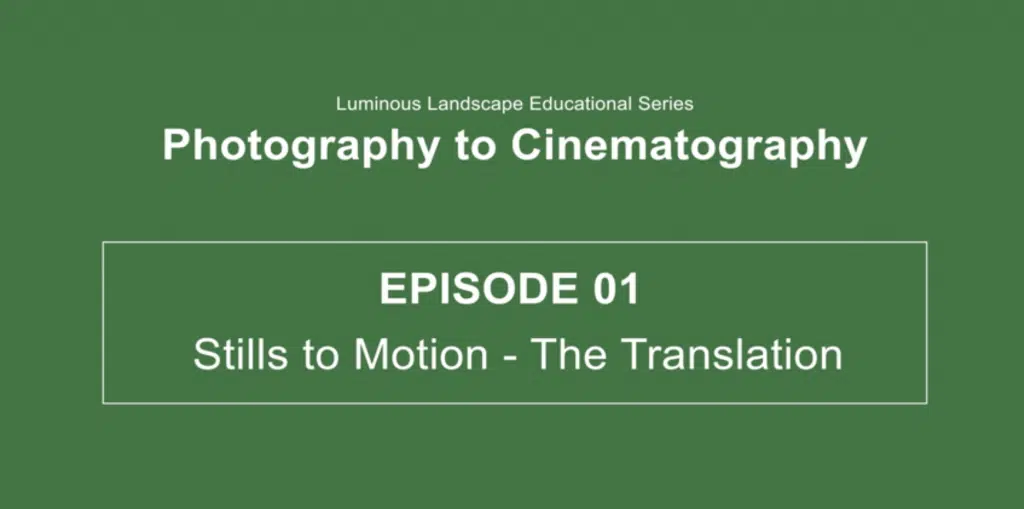 Luminous Landscape Educational Series
Photography to Cinematography
EPISODE 01
Stills to Motion - The Translation